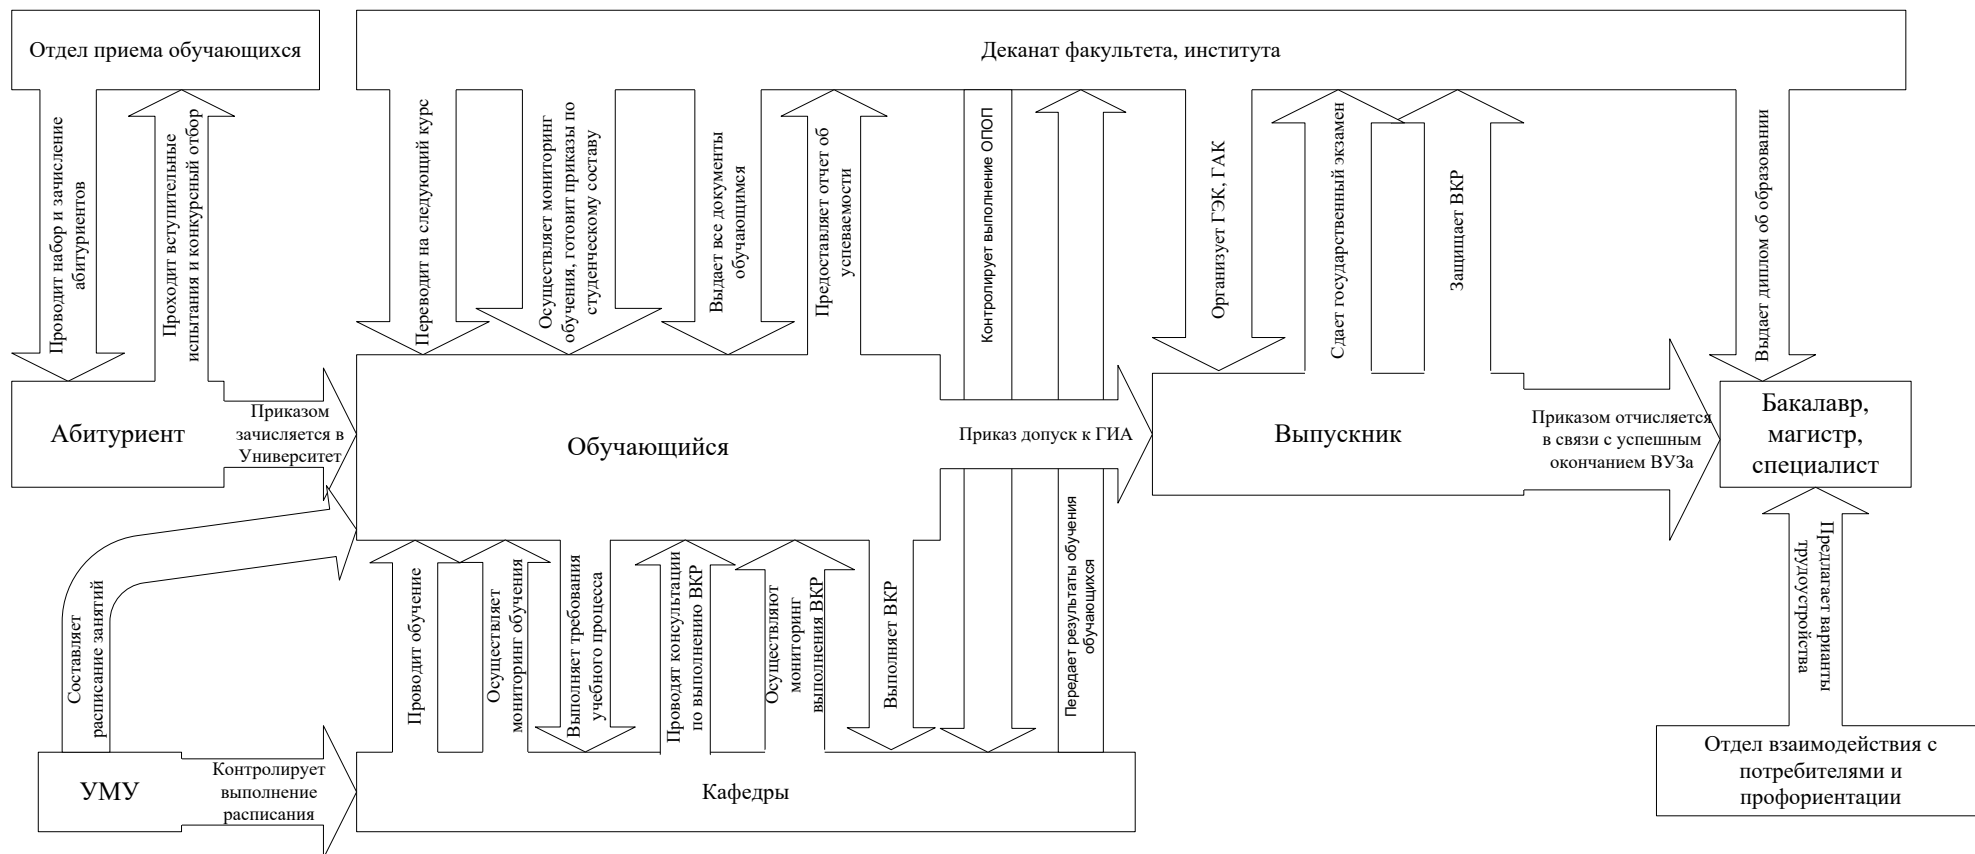 Отдел приема обучающихся
Деканат факультета, института
Проводит набор и зачисление
абитуриентов
Проходит вступительные
испытания и конкурсный отбор
Переводит на следующий курс
Осуществляет мониторинг
обучения, готовит приказы по
студенческому составу
Выдает все документы
обучающимся
Предоставляет отчет об
успеваемости
Контролирует выполнение ОПОП
Организует ГЭК, ГАК
Сдает государственный экзамен
Защищает ВКР
Выдает диплом об образовании
Абитуриент
Приказом
зачисляется в
Университет
Обучающийся
Приказ допуск к ГИА
Выпускник
Приказом отчисляется
в связи с успешным
окончанием ВУЗа
Бакалавр,
магистр,
специалист
Составляет
расписание занятий
Проводит обучение
Осуществляет
мониторинг обучения
Выполняет требования
учебного процесса
Проводят консультации
по выполнению ВКР
Осуществляют
мониторинг
выполнения ВКР
Выполняет ВКР
Передает результаты обучения
обучающихся
Предлагает варианты
трудоустройства
УМУ
Контролирует
выполнение
расписания
Кафедры
Отдел взаимодействия с
потребителями и
профориентации